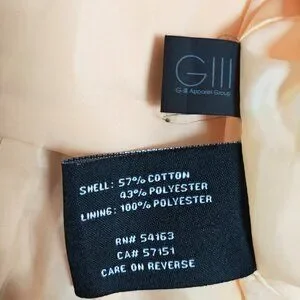 GIII
G-III Apparel Group
SHELL: 57% COTTON
43% POLYESTER
LINING: 100% POLYESTER
RN# 54163
CA# 57151
CARE ON REVERSE